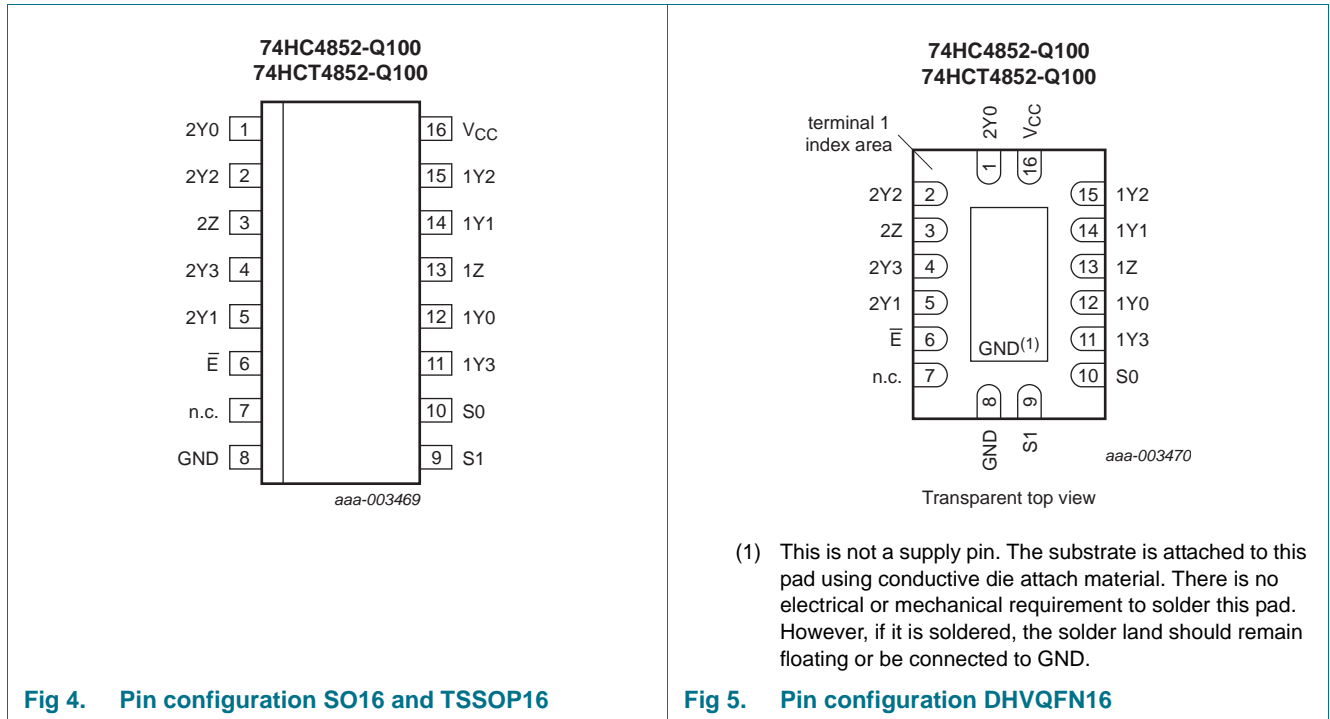 74HC4852-Q100
74HCT4852-Q100
2Y0 1 16 VCC
2Y2 2 15 1Y2
2Z 3 14 1Y1
2Y3 4 13 1Z
2Y1 5 12 1Y0
E̅ 6 11 1Y3
n.c. 7 10 S0
GND 8 9 S1
aaa-003469
Fig 4. Pin configuration SO16 and TSSOP16
74HC4852-Q100
74HCT4852-Q100
terminal 1
index area
2Y0 VCC
1 16
2Y2 2 15 1Y2
2Z 3 14 1Y1
2Y3 4 13 1Z
2Y1 5 12 1Y0
E̅ 6 11 1Y3
GND(1)
n.c. 7 10 S0
8 9
GND S1
aaa-003470
Transparent top view
(1) This is not a supply pin. The substrate is attached to this
pad using conductive die attach material. There is no
electrical or mechanical requirement to solder this pad.
However, if it is soldered, the solder land should remain
floating or be connected to GND.
Fig 5. Pin configuration DHVQFN16